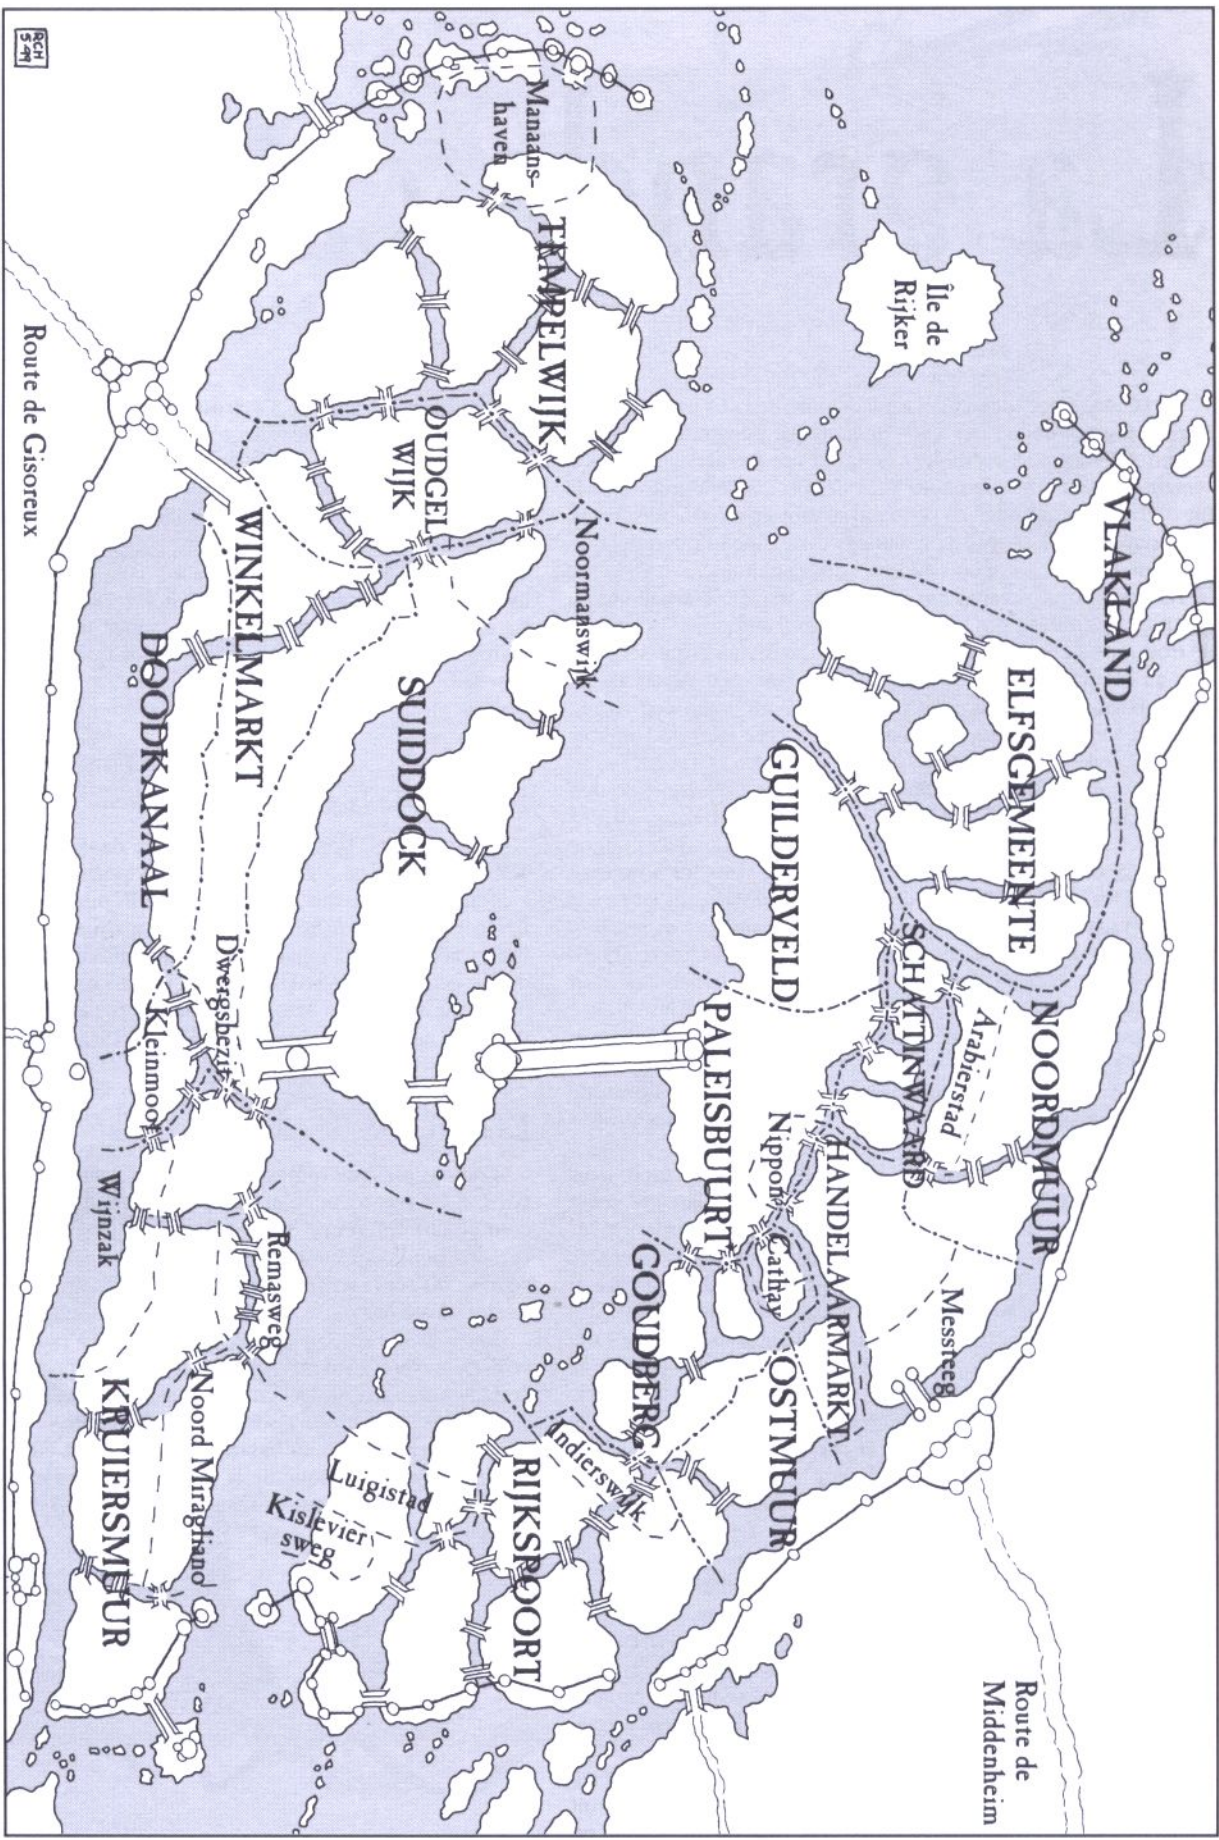 RCH
5-99
Route de Gisoreux
Manaans-
haven
TEMPELWIJK
OUDGEL
WIJK
Île de
Rijker
VLAKLAND
Noormanswijk
WINKELMARKT
DOODKANAAL
SUIDDOCK
GUILDERVELD
ELFSGEMEENTE
SCHATTINWAARD
Arabierstad
NOORDMUUR
Dwergsbezit
Kleinmoot
PALEISBUURT
Nippon
Cathay
HANDELAARMARKT
Messteeg
Wijnzak
Remasweg
GOUDBERG
OSTMUUR
Indierswijk
KRUIERSMUUR
Noord Miragliano
Luigistad
Kislevier
sweg
RIJKSPOORT
Route de
Middenheim